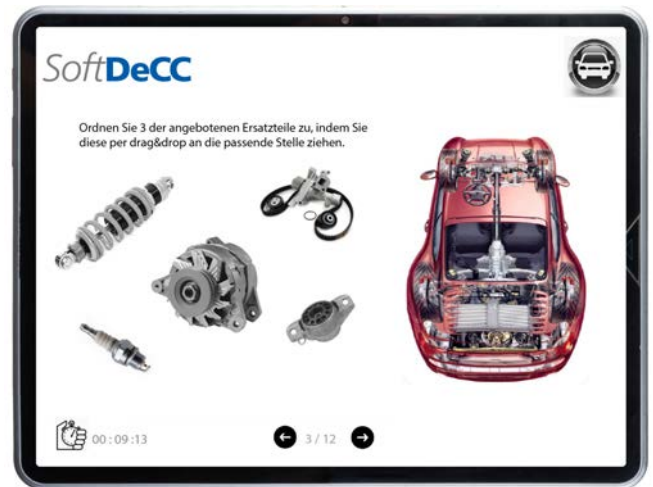 SoftDeCC
Ordnen Sie 3 der angebotenen Ersatzteile zu, indem Sie
diese per drag&drop an die passende Stelle ziehen.
00 : 09 :13
3 / 12